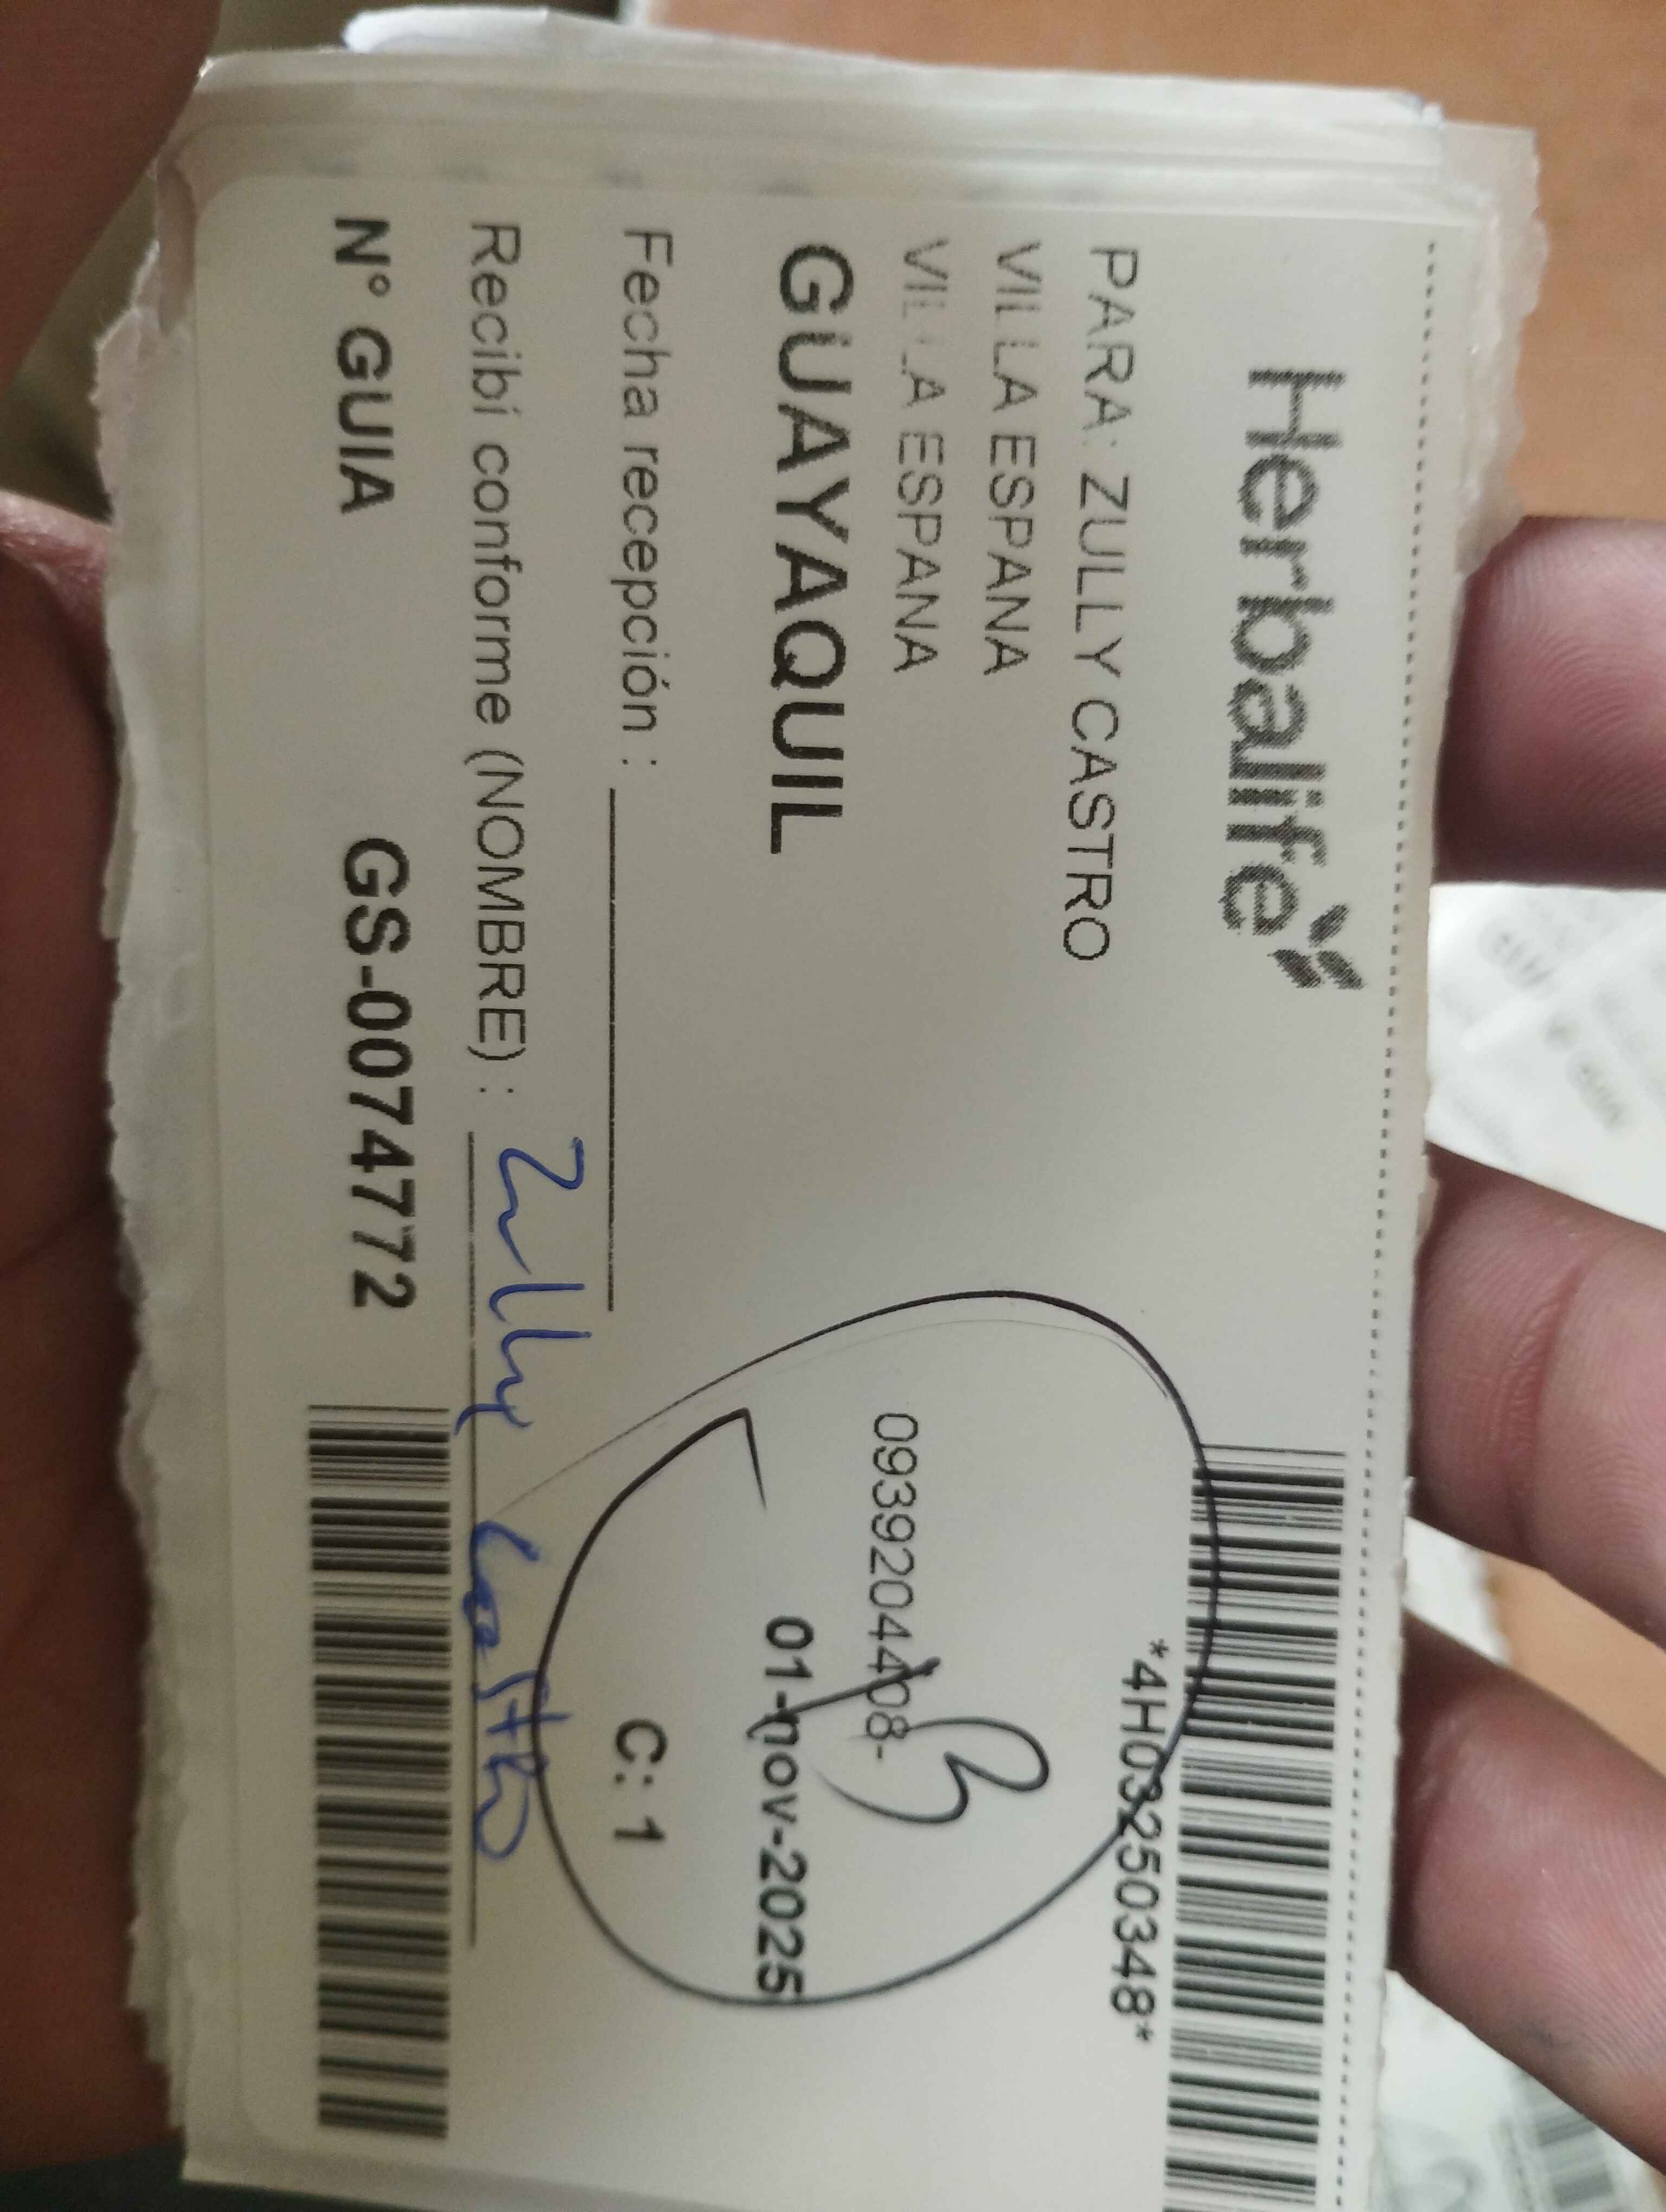 Herbalife
*4H03250348*
PARA: ZULLY CASTRO
VILLA ESPANA
VILLA ESPANA
0939204408-
GUAYAQUIL
01-nov-2025
Fecha recepción :
C: 1
Recibí conforme (NOMBRE) : Zully Castro
N° GUIA GS-0074772